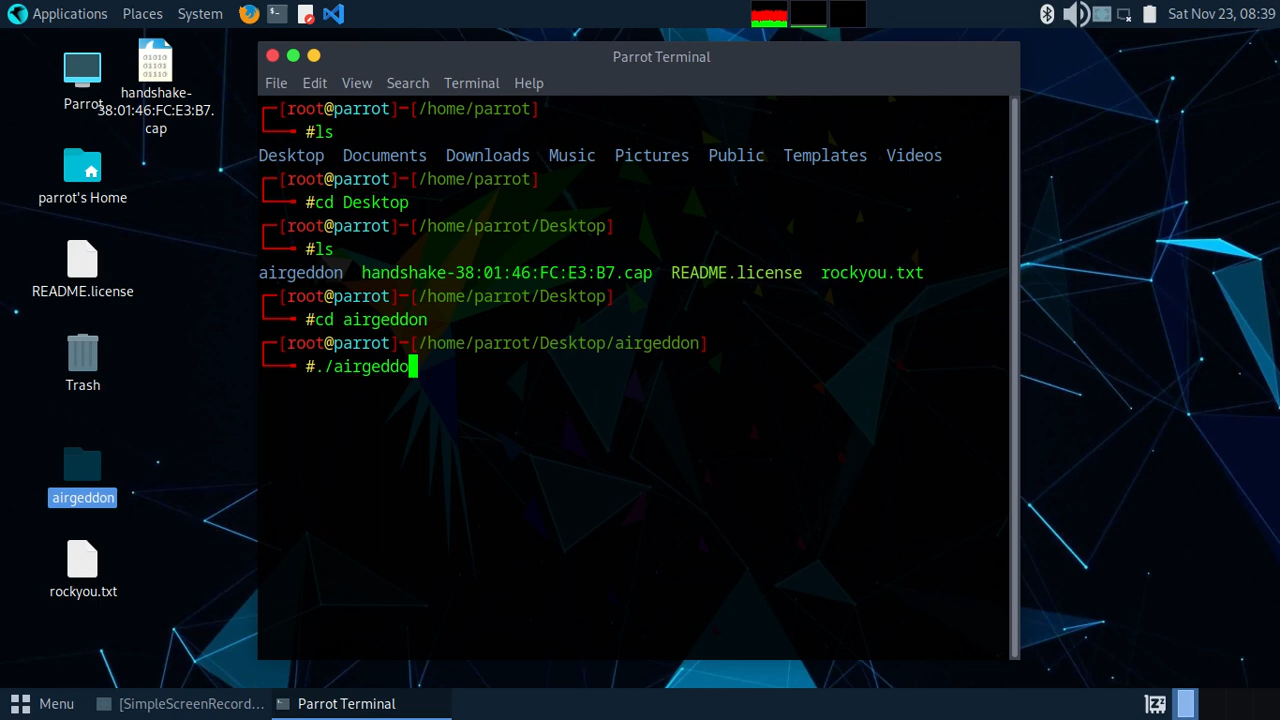 Applications Places System
Sat Nov 23, 08:39
Parrot
handshake-
38:01:46:FC:E3:B7.
cap
parrot's Home
README.license
Trash
airgeddon
rockyou.txt
Parrot Terminal
File Edit View Search Terminal Help
[root@parrot]-[/home/parrot]
#ls
Desktop Documents Downloads Music Pictures Public Templates Videos
[root@parrot]-[/home/parrot]
#cd Desktop
[root@parrot]-[/home/parrot/Desktop]
#ls
airgeddon handshake-38:01:46:FC:E3:B7.cap README.license rockyou.txt
[root@parrot]-[/home/parrot/Desktop]
#cd airgeddon
[root@parrot]-[/home/parrot/Desktop/airgeddon]
#./airgeddo
Menu [SimpleScreenRecord... Parrot Terminal